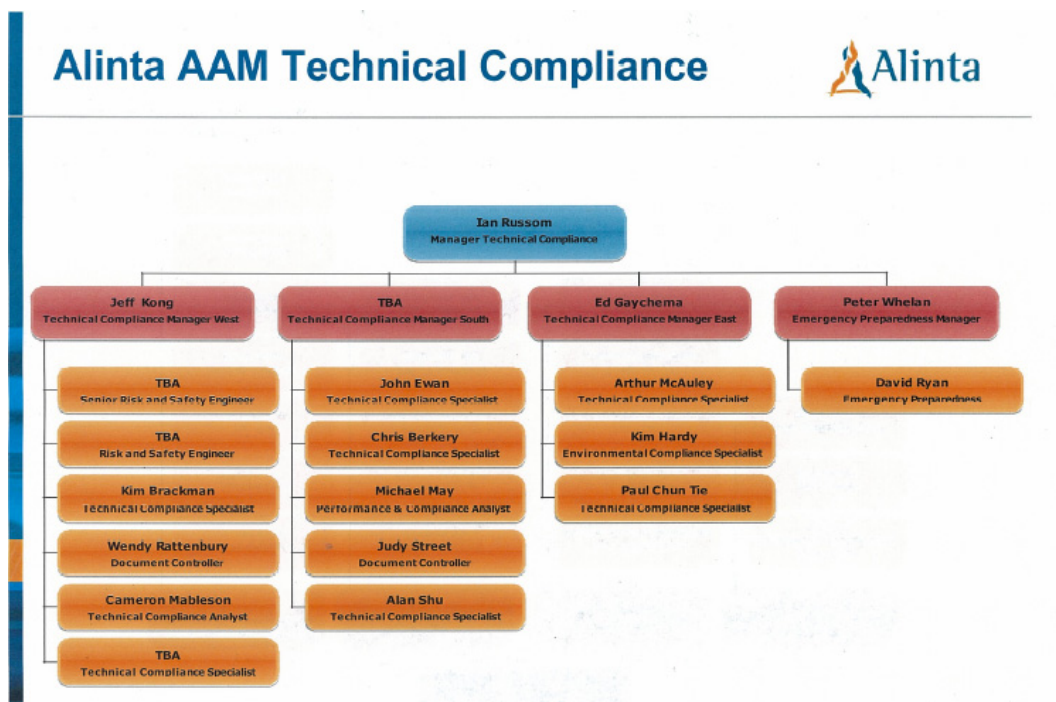 Alinta AAM Technical Compliance
Alinta
Ian Russom
Manager Technical Compliance
Jeff Kong
Technical Compliance Manager West
TBA
Technical Compliance Manager South
Ed Gaychema
Technical Compliance Manager East
Peter Whelan
Emergency Preparedness Manager
TBA
Senior Risk and Safety Engineer
TBA
Risk and Safety Engineer
Kim Brackman
Technical Compliance Specialist
Wendy Rattenbury
Document Controller
Cameron Mableson
Technical Compliance Analyst
TBA
Technical Compliance Specialist
John Ewan
Technical Compliance Specialist
Chris Berkery
Technical Compliance Specialist
Michael May
Performance & Compliance Analyst
Judy Street
Document Controller
Alan Shu
Technical Compliance Specialist
Arthur McAuley
Technical Compliance Specialist
Kim Hardy
Environmental Compliance Specialist
Paul Chun Tie
Technical Compliance Specialist
David Ryan
Emergency Preparedness